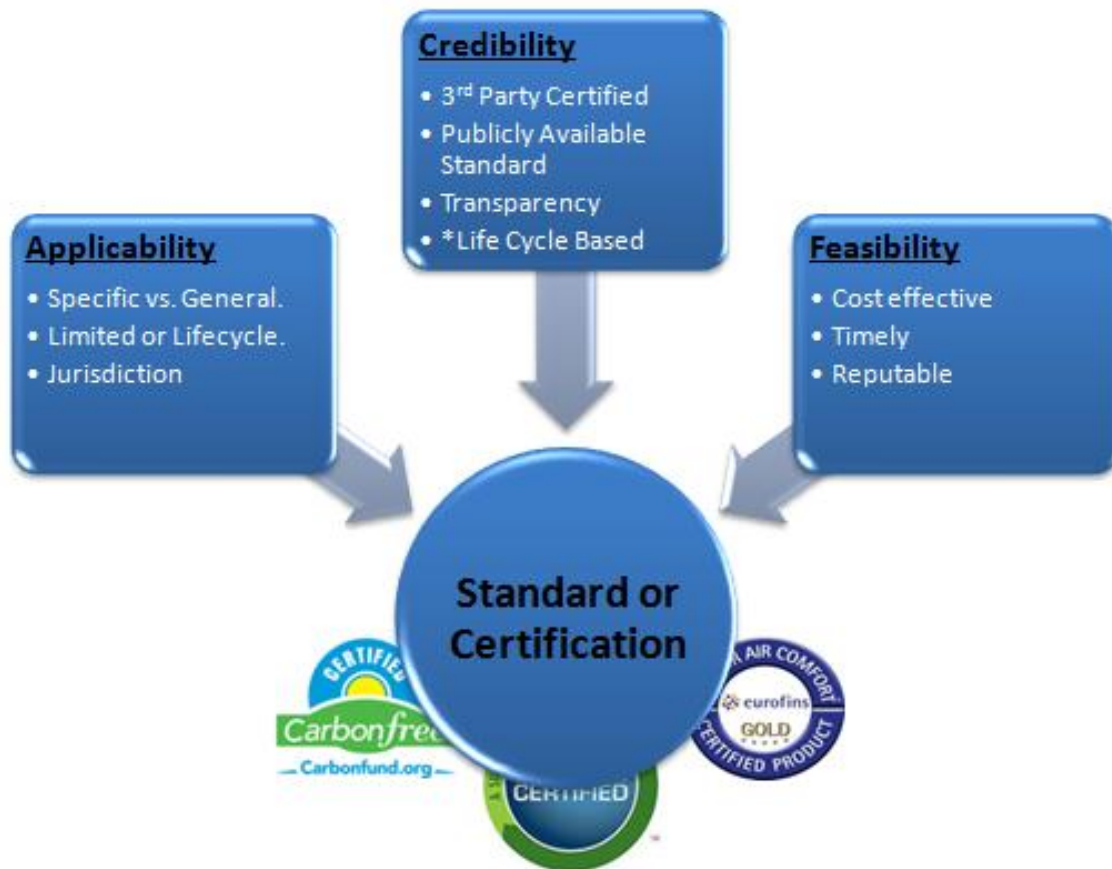 Credibility
• 3rd Party Certified
• Publicly Available
Standard
• Transparency
• *Life Cycle Based
Applicability
• Specific vs. General.
• Limited or Lifecycle.
• Jurisdiction
Feasibility
• Cost effective
• Timely
• Reputable
Standard or
Certification
CERTIFIED
Carbonfree
Carbonfund.org
CERTIFIED
AIR COMFORT
eurofins
GOLD
CERTIFIED PRODUCT